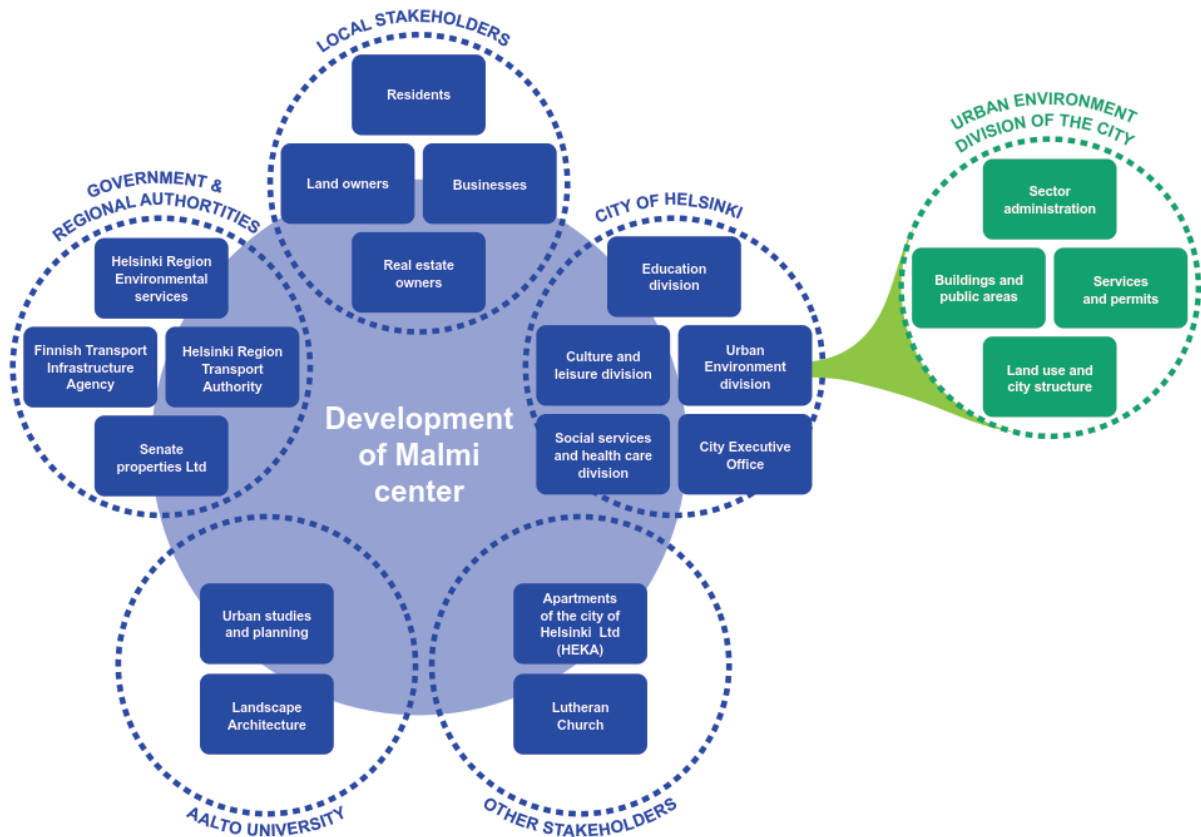 LOCAL STAKEHOLDERS
Residents
Land owners
Businesses
Real estate
owners
GOVERNMENT &
REGIONAL AUTHORTITIES
Helsinki Region
Environmental
services
Finnish Transport
Infrastructure
Agency
Helsinki Region
Transport
Authority
Senate
properties Ltd
Development
of Malmi
center
CITY OF HELSINKI
Education
division
Culture and
leisure division
Urban
Environment
division
Social services
and health care
division
City Executive
Office
URBAN ENVIRONMENT
DIVISION OF THE CITY
Sector
administration
Buildings and
public areas
Services
and permits
Land use and
city structure
Urban studies
and planning
Landscape
Architecture
AALTO UNIVERSITY
Apartments
of the city of
Helsinki Ltd
(HEKA)
Lutheran
Church
OTHER STAKEHOLDERS